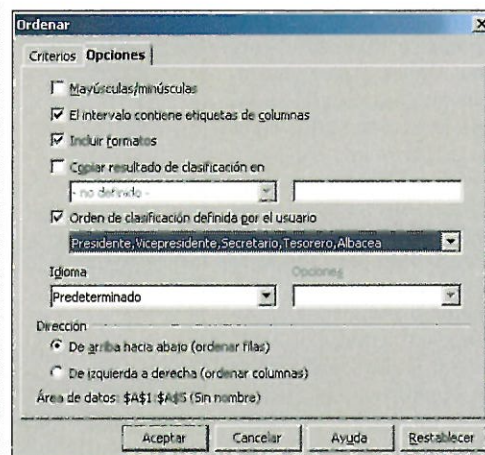 Ordenar
Criterios Opciones
Mayúsculas/minúsculas
El intervalo contiene etiquetas de columnas
Incluir formatos
Copiar resultado de clasificación en
- no definido -
Orden de clasificación definida por el usuario
Presidente,Vicepresidente,Secretario,Tesorero,Albacea
Idioma Opciones
Predeterminado
Dirección
De arriba hacia abajo (ordenar filas)
De izquierda a derecha (ordenar columnas)
Área de datos: $A$1:$A$5 (Sin nombre)
Aceptar Cancelar Ayuda Restablecer